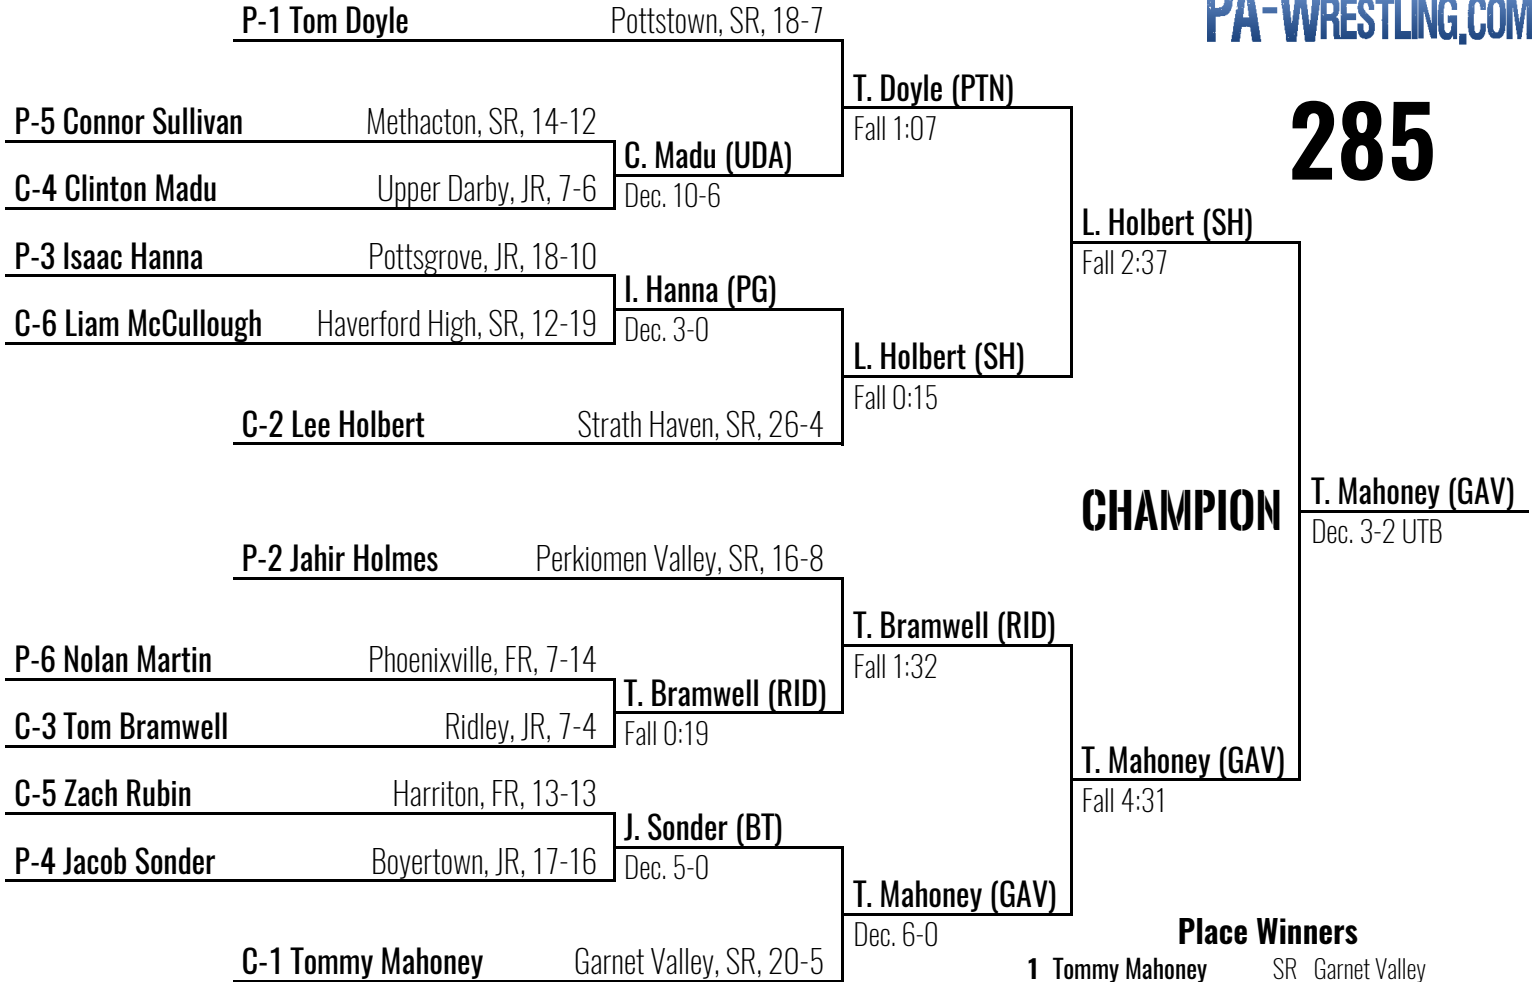 P-1 Tom Doyle Pottstown, SR, 18-7
PA-WRESTLING.COM
T. Doyle (PTN)
Fall 1:07
285
P-5 Connor Sullivan Methacton, SR, 14-12
C. Madu (UDA)
Dec. 10-6
C-4 Clinton Madu Upper Darby, JR, 7-6
L. Holbert (SH)
Fall 2:37
P-3 Isaac Hanna Pottsgrove, JR, 18-10
I. Hanna (PG)
Dec. 3-0
C-6 Liam McCullough Haverford High, SR, 12-19
L. Holbert (SH)
Fall 0:15
C-2 Lee Holbert Strath Haven, SR, 26-4
CHAMPION
T. Mahoney (GAV)
Dec. 3-2 UTB
P-2 Jahir Holmes Perkiomen Valley, SR, 16-8
T. Bramwell (RID)
Fall 1:32
P-6 Nolan Martin Phoenixville, FR, 7-14
T. Bramwell (RID)
Fall 0:19
C-3 Tom Bramwell Ridley, JR, 7-4
T. Mahoney (GAV)
Fall 4:31
C-5 Zach Rubin Harriton, FR, 13-13
J. Sonder (BT)
Dec. 5-0
P-4 Jacob Sonder Boyertown, JR, 17-16
T. Mahoney (GAV)
Dec. 6-0
C-1 Tommy Mahoney Garnet Valley, SR, 20-5
Place Winners
1 Tommy Mahoney SR Garnet Valley